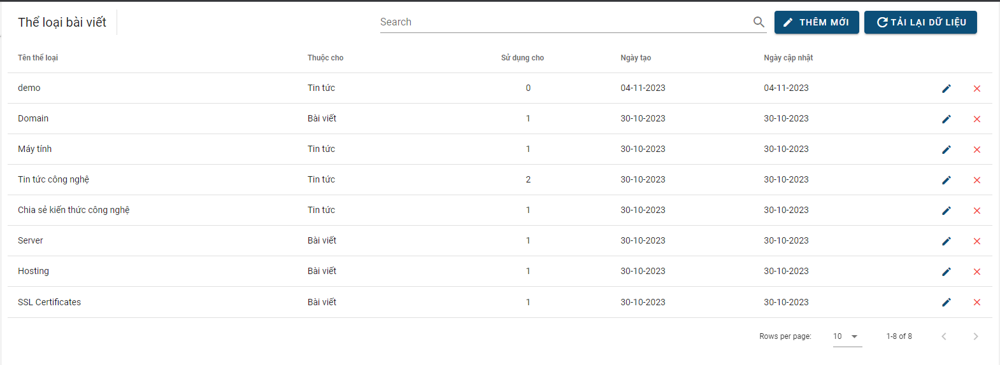 Thể loại bài viết Search THÊM MỚI TẢI LẠI DỮ LIỆU
Tên thể loại Thuộc cho Sử dụng cho Ngày tạo Ngày cập nhật
demo Tin tức 0 04-11-2023 04-11-2023
Domain Bài viết 1 30-10-2023 30-10-2023
Máy tính Tin tức 1 30-10-2023 30-10-2023
Tin tức công nghệ Tin tức 2 30-10-2023 30-10-2023
Chia sẻ kiến thức công nghệ Tin tức 1 30-10-2023 30-10-2023
Server Bài viết 1 30-10-2023 30-10-2023
Hosting Bài viết 1 30-10-2023 30-10-2023
SSL Certificates Bài viết 1 30-10-2023 30-10-2023
Rows per page: 10 1-8 of 8